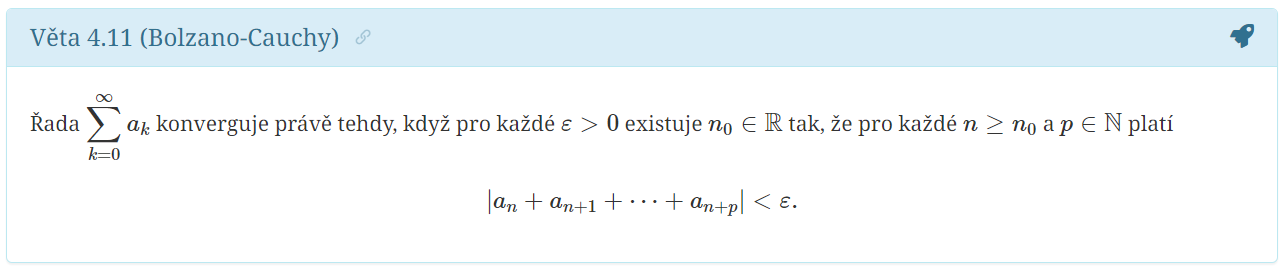 Věta 4.11 (Bolzano-Cauchy)
Řada $\sum_{k=0}^{\infty} a_k$ konverguje právě tehdy, když pro každé $\varepsilon > 0$ existuje $n_0 \in \mathbb{R}$ tak, že pro každé $n \geq n_0$ a $p \in \mathbb{N}$ platí
$|a_n + a_{n+1} + \cdots + a_{n+p}| < \varepsilon.$